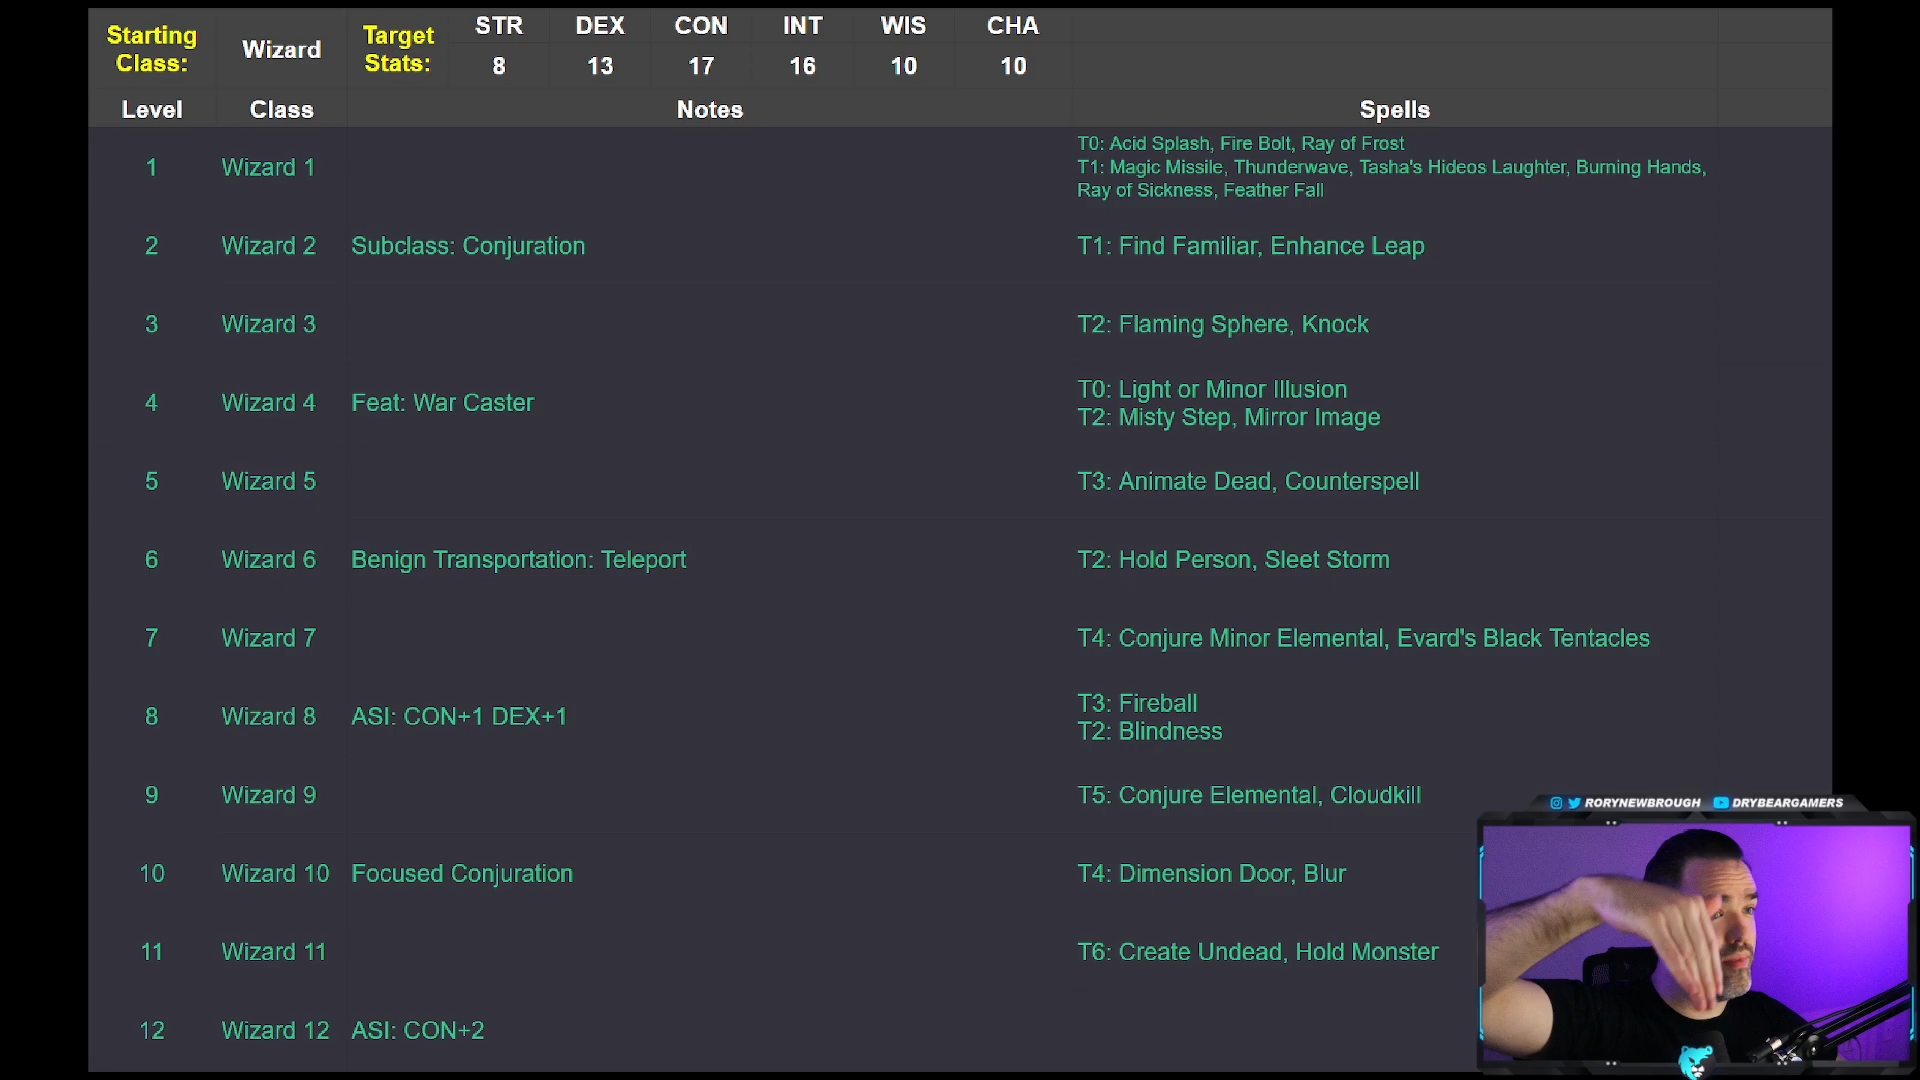 Starting Class:
Wizard
Target Stats:
STR DEX CON INT WIS CHA
8 13 17 16 10 10
Level Class Notes Spells
1 Wizard 1 T0: Acid Splash, Fire Bolt, Ray of Frost
T1: Magic Missile, Thunderwave, Tasha's Hideos Laughter, Burning Hands,
Ray of Sickness, Feather Fall
2 Wizard 2 Subclass: Conjuration T1: Find Familiar, Enhance Leap
3 Wizard 3 T2: Flaming Sphere, Knock
4 Wizard 4 Feat: War Caster T0: Light or Minor Illusion
T2: Misty Step, Mirror Image
5 Wizard 5 T3: Animate Dead, Counterspell
6 Wizard 6 Benign Transportation: Teleport T2: Hold Person, Sleet Storm
7 Wizard 7 T4: Conjure Minor Elemental, Evard's Black Tentacles
8 Wizard 8 ASI: CON+1 DEX+1 T3: Fireball
T2: Blindness
9 Wizard 9 T5: Conjure Elemental, Cloudkill
RORYNEWBROUGH DRYBEARGAMERS
10 Wizard 10 Focused Conjuration T4: Dimension Door, Blur
11 Wizard 11 T6: Create Undead, Hold Monster
12 Wizard 12 ASI: CON+2